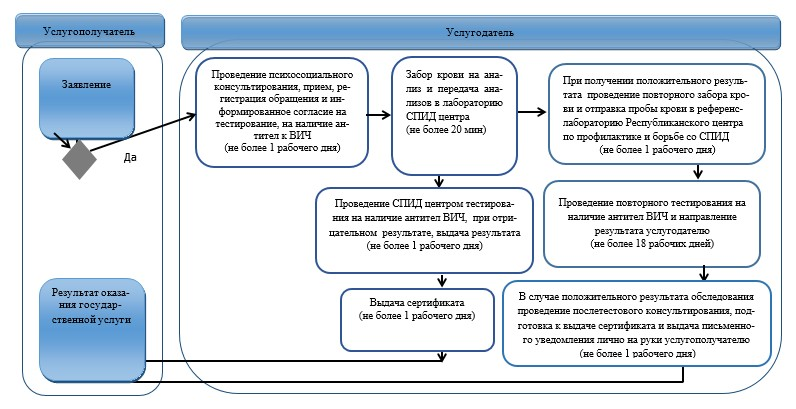 Услугополучатель
Услугодатель
Заявление
Да
Проведение психосоциального
консультирования, прием, ре-
гистрация обращения и ин-
формированное согласие на
тестирование, на наличие ан-
тител к ВИЧ
(не более 1 рабочего дня)
Забор крови на ана-
лиз и передача ана-
лизов в лабораторию
СПИД центра
(не более 20 мин)
При получении положительного резуль-
тата проведение повторного забора кро-
ви и отправка пробы крови в референс-
лабораторию Республиканского центра
по профилактике и борьбе со СПИД
(не более 1 рабочего дня)
Проведение СПИД центром тестирова-
ния на наличие антител ВИЧ, при отри-
цательном результате, выдача результата
(не более 1 рабочего дня)
Проведение повторного тестирования на
наличие антител ВИЧ и направление
результата услугодателю
(не более 18 рабочих дней)
Результат оказа-
ния государ-
ственной услуги
Выдача сертификата
(не более 1 рабочего дня)
В случае положительного результата обследования
проведение послетестового консультирования, под-
готовка к выдаче сертификата и выдача письменно-
го уведомления лично на руки услугополучателю
(не более 1 рабочего дня)